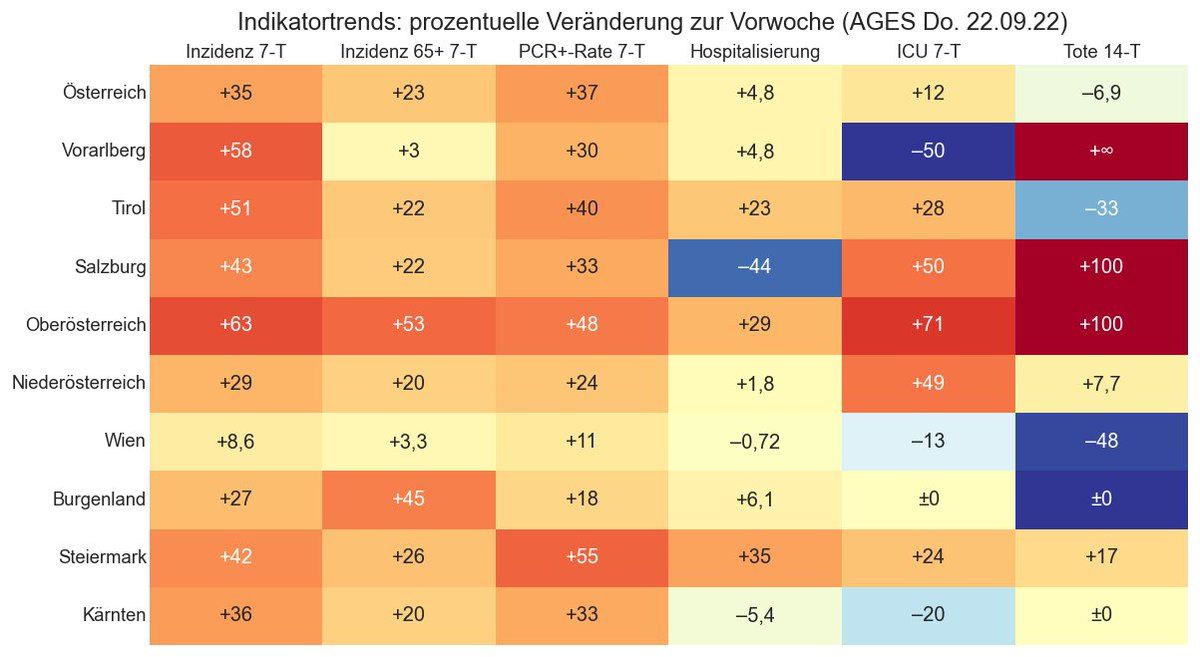 Indikatortrends: prozentuelle Veränderung zur Vorwoche (AGES Do. 22.09.22)
Inzidenz 7-T Inzidenz 65+ 7-T PCR+-Rate 7-T Hospitalisierung ICU 7-T Tote 14-T
Österreich +35 +23 +37 +4,8 +12 –6,9
Vorarlberg +58 +3 +30 +4,8 –50 +∞
Tirol +51 +22 +40 +23 +28 –33
Salzburg +43 +22 +33 –44 +50 +100
Oberösterreich +63 +53 +48 +29 +71 +100
Niederösterreich +29 +20 +24 +1,8 +49 +7,7
Wien +8,6 +3,3 +11 –0,72 –13 –48
Burgenland +27 +45 +18 +6,1 ±0 ±0
Steiermark +42 +26 +55 +35 +24 +17
Kärnten +36 +20 +33 –5,4 –20 ±0